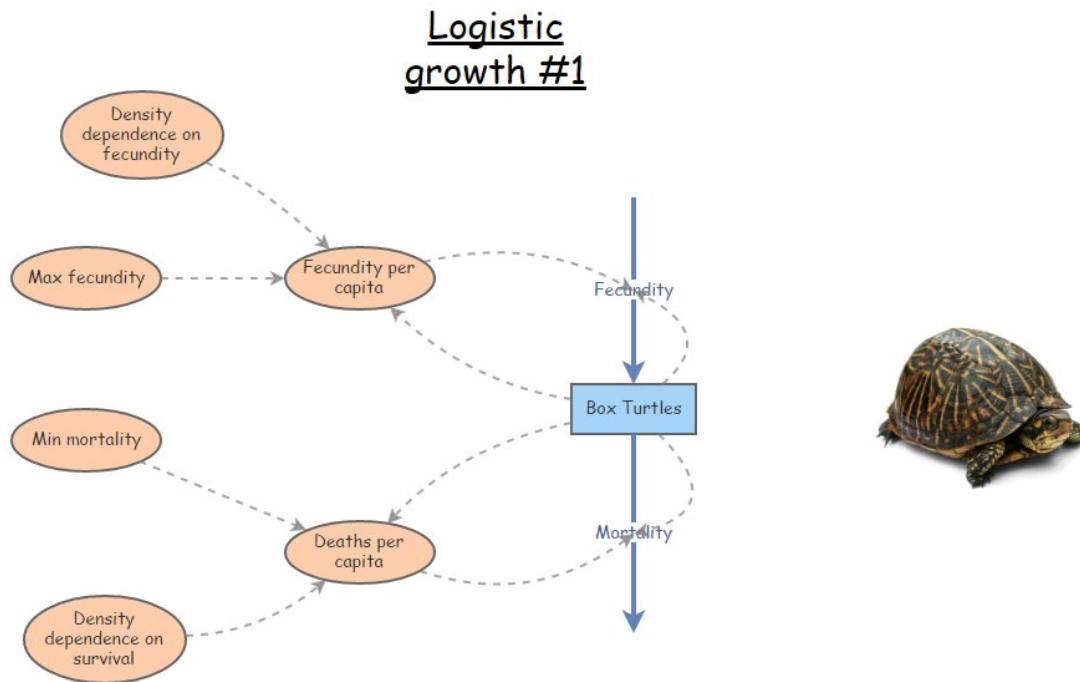 Logistic
growth #1
Density
dependence on
fecundity
Max fecundity
Fecundity per
capita
Fecundity
Box Turtles
Min mortality
Deaths per
capita
Mortality
Density
dependence on
survival